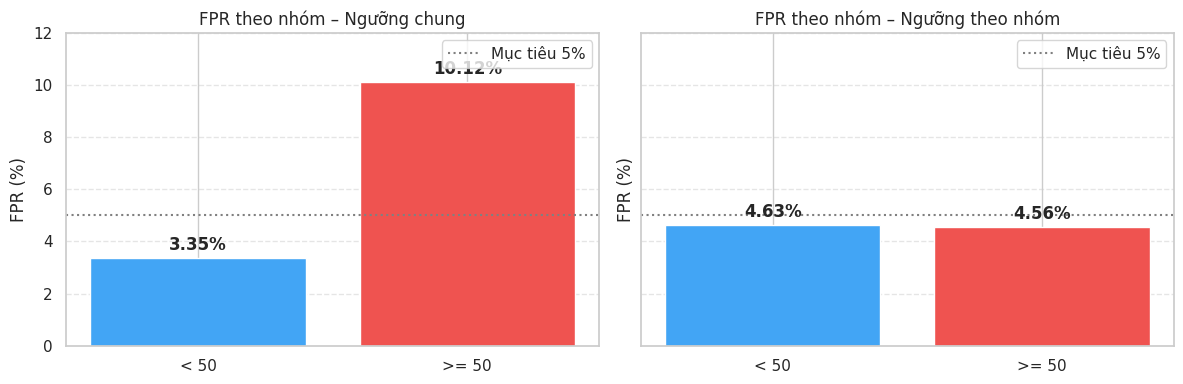 FPR theo nhóm – Ngưỡng chung
FPR (%)
12
10
8
6
4
2
0
Mục tiêu 5%
3.35%
10.12%
< 50
>= 50
FPR theo nhóm – Ngưỡng theo nhóm
FPR (%)
Mục tiêu 5%
4.63%
4.56%
< 50
>= 50